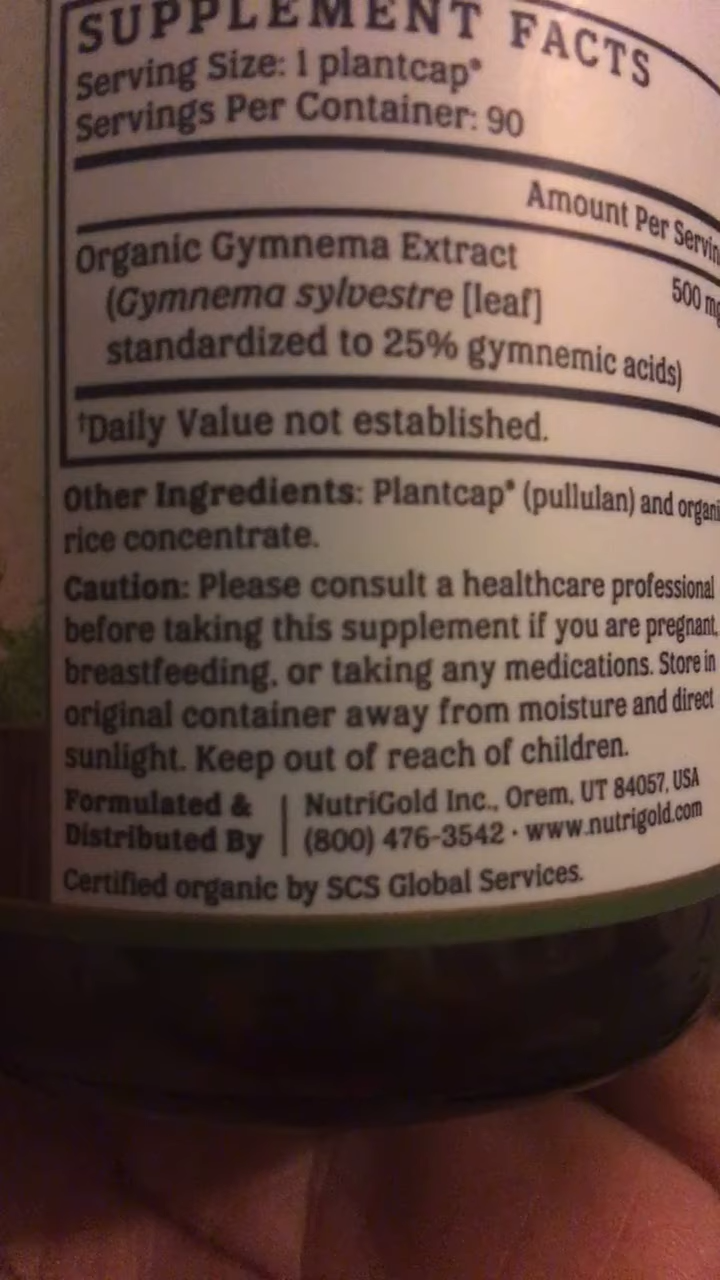 SUPPLEMENT FACTS
Serving Size: 1 plantcap®
Servings Per Container: 90
Amount Per Servin
Organic Gymnema Extract
500 mg
(Gymnema sylvestre [leaf]
standardized to 25% gymnemic acids)
†Daily Value not established.
Other Ingredients: Plantcap® (pullulan) and organi
rice concentrate.
Caution: Please consult a healthcare professional
before taking this supplement if you are pregnant,
breastfeeding, or taking any medications. Store in
original container away from moisture and direct
sunlight. Keep out of reach of children.
Formulated & | NutriGold Inc., Orem, UT 84057, USA
Distributed By | (800) 476-3542 · www.nutrigold.com
Certified organic by SCS Global Services.